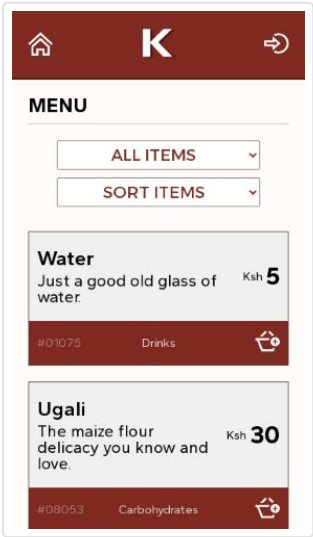 K
MENU
ALL ITEMS
SORT ITEMS
Water
Just a good old glass of
water.
Ksh 5
#01075 Drinks
Ugali
The maize flour
delicacy you know and
love.
Ksh 30
#08053 Carbohydrates